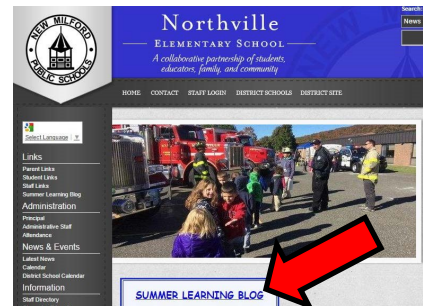 Search:
News
NEW MILFORD
PUBLIC SCHOOLS
Northville
ELEMENTARY SCHOOL
A collaborative partnership of students,
educators, family, and community
HOME CONTACT STAFF LOGIN DISTRICT SCHOOLS DISTRICT SITE
Select Language ▼
Links
Parent Links
Student Links
Staff Links
Summer Learning Blog
Administration
Principal
Administrative Staff
Attendance
News & Events
Latest News
Calendar
District School Calendar
Information
Staff Directory
SUMMER LEARNING BLOG